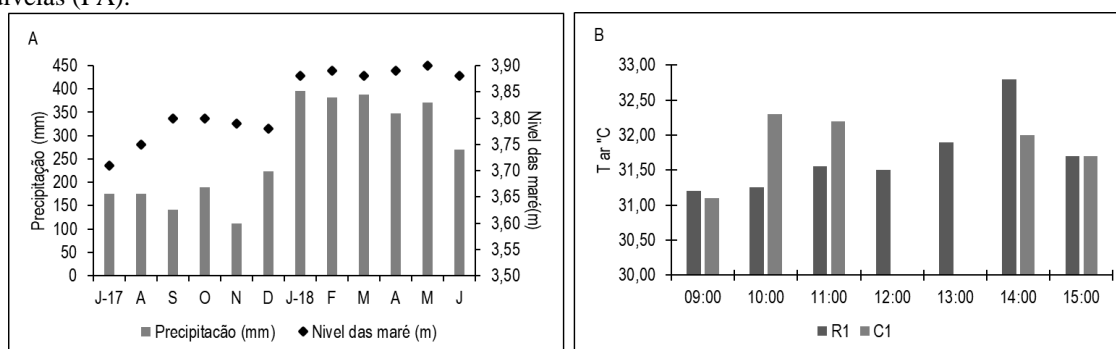 A
450
400
350
300
250
200
150
100
50
0
Precipitação (mm)
3,90
3,85
3,80
3,75
3,70
3,65
3,60
3,55
3,50
Nivel das maré(m)
J-17 A S O N D J-18 F M A M J
Precipitacão (mm) Nivel das maré (m)
B
33,00
32,50
32,00
31,50
31,00
30,50
30,00
T ar "C
09:00 10:00 11:00 12:00 13:00 14:00 15:00
R1 C1